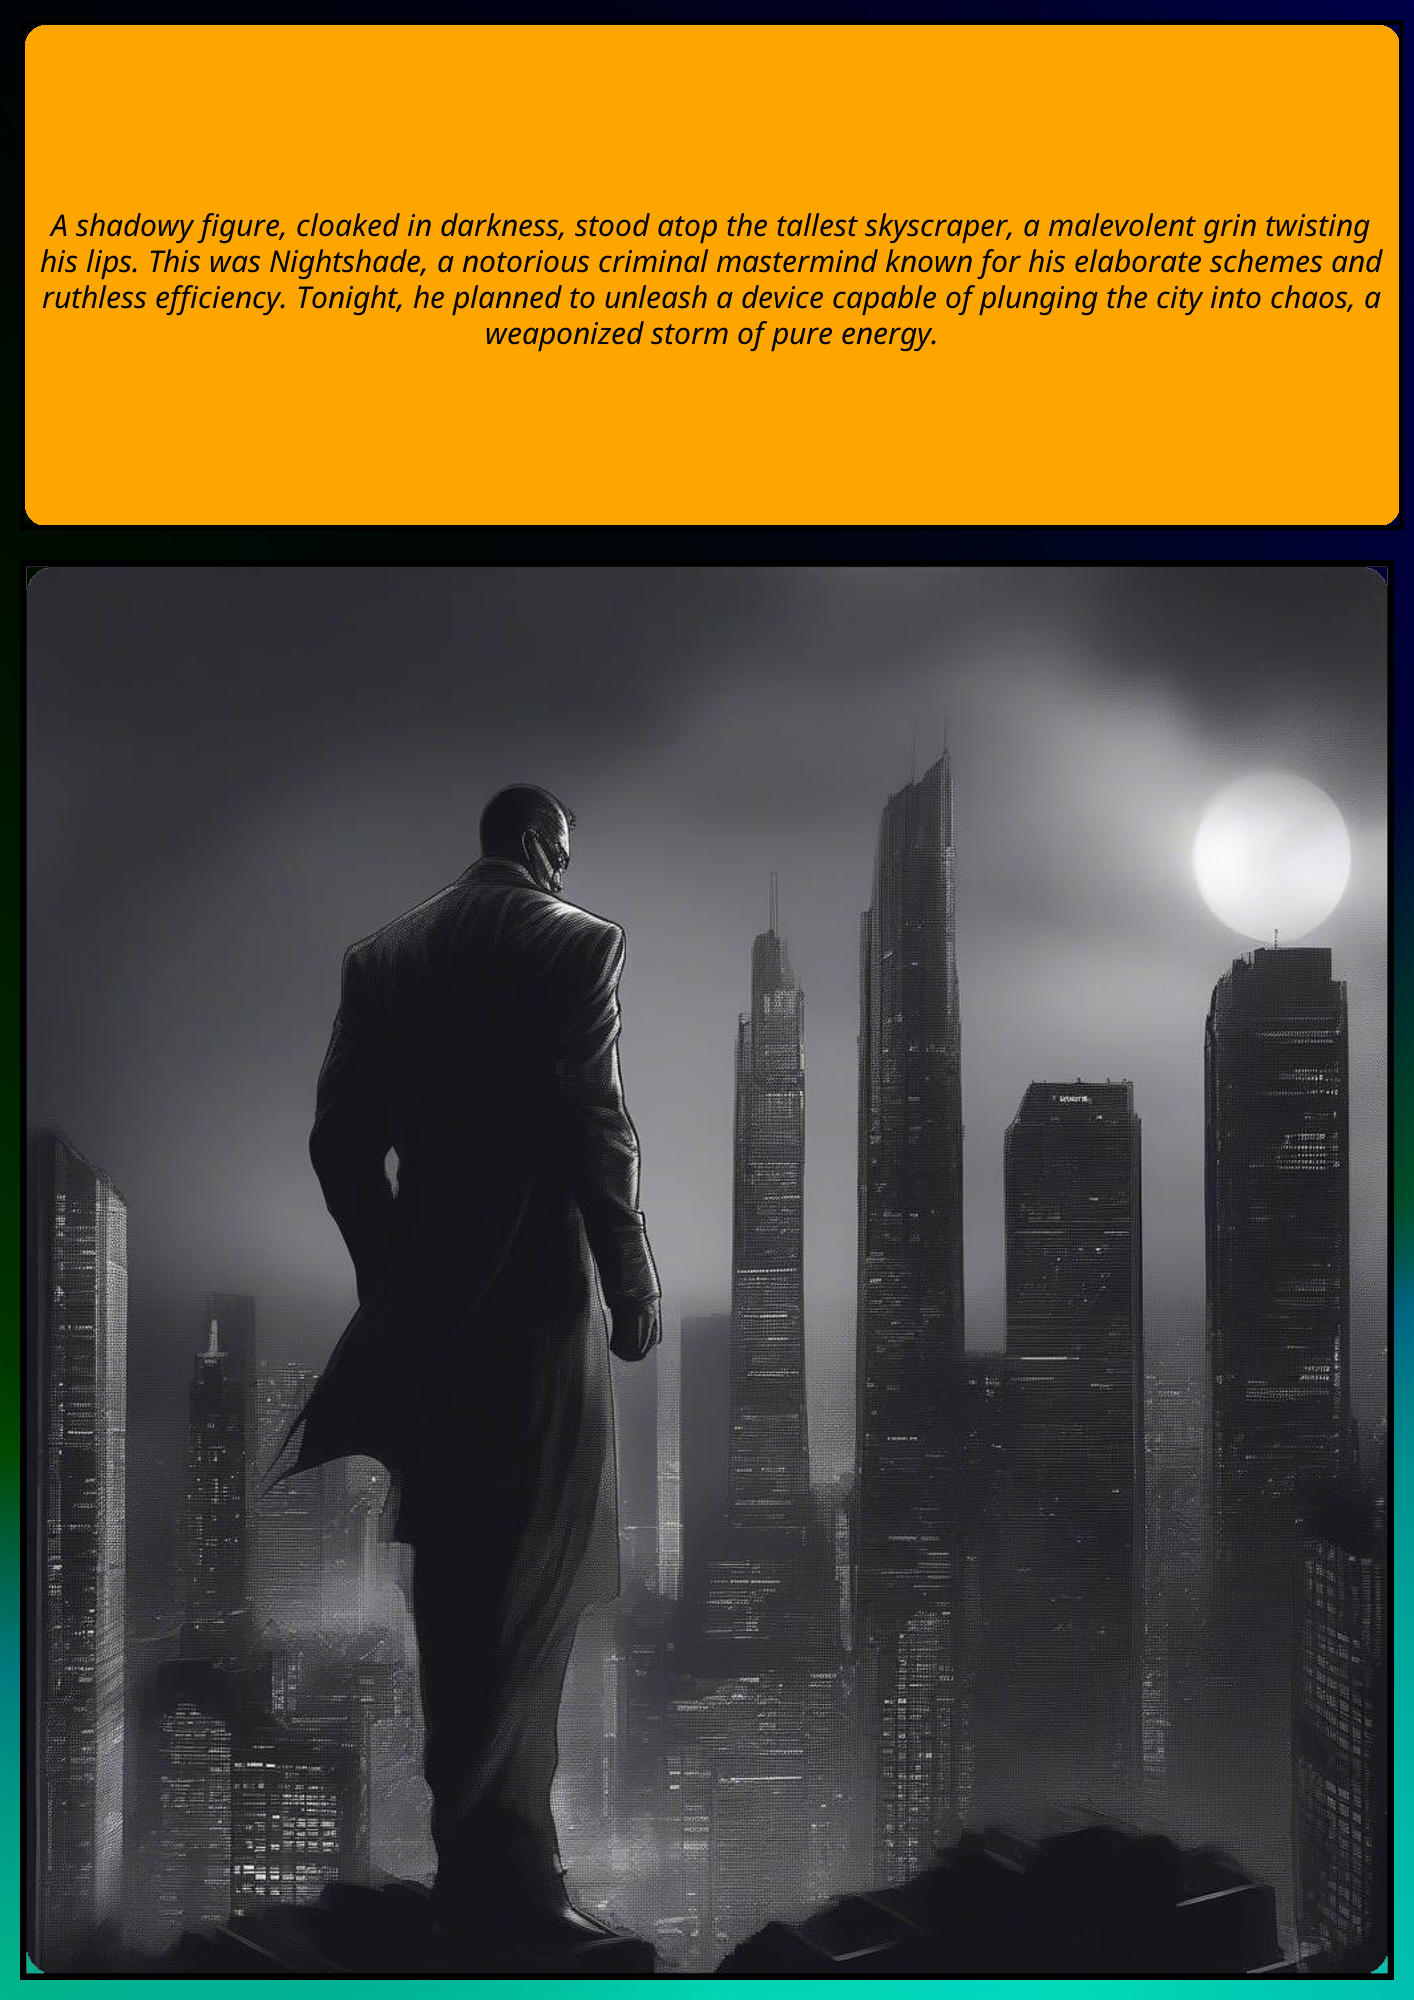 A shadowy figure, cloaked in darkness, stood atop the tallest skyscraper, a malevolent grin twisting
his lips. This was Nightshade, a notorious criminal mastermind known for his elaborate schemes and
ruthless efficiency. Tonight, he planned to unleash a device capable of plunging the city into chaos, a
weaponized storm of pure energy.